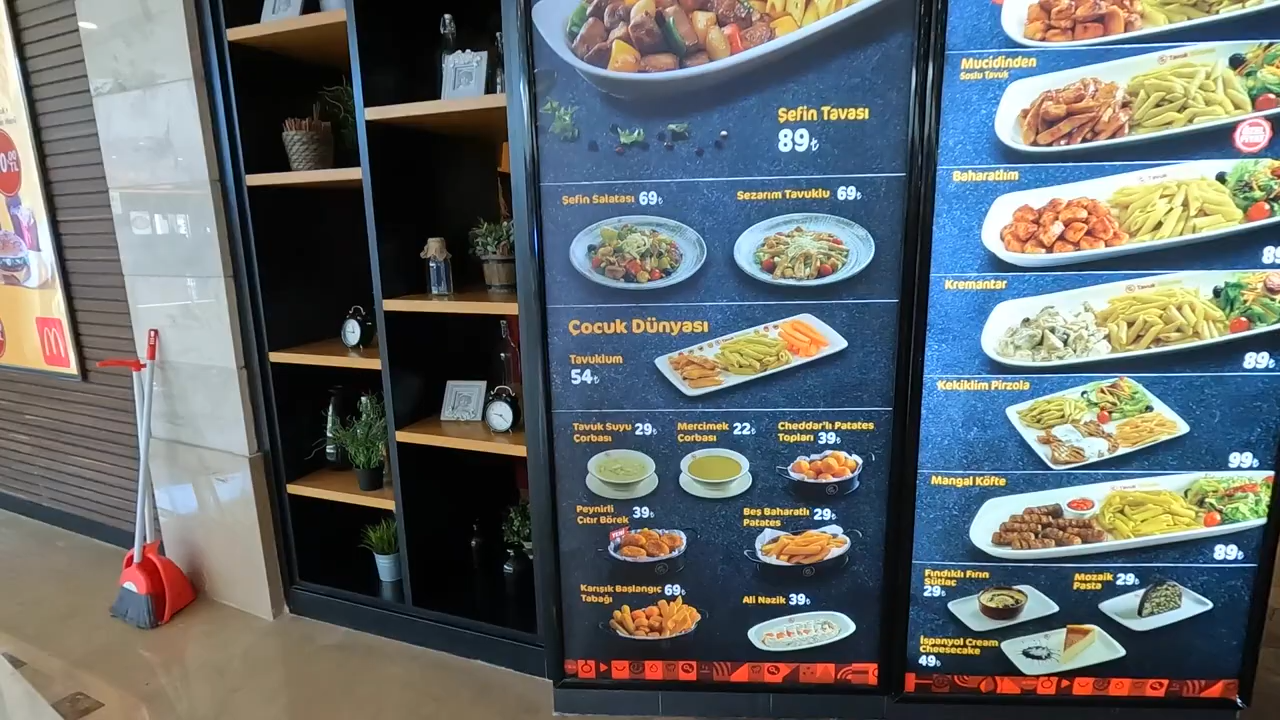 Şefin Tavası
89₺
Şefin Salatası 69₺
Sezarım Tavuklu 69₺
Çocuk Dünyası
Tavuklum
54₺
Tavuk Suyu
Çorbası 29₺
Mercimek
Çorbası 22₺
Cheddar'lı Patates
Topları 39₺
Peynirli
Çıtır Börek 39₺
Beş Baharatlı
Patates 29₺
Karışık Başlangıç
Tabağı 69₺
Ali Nazik 39₺
Mucidinden
Soslu Tavuk
Baharatlım
Kremantar
89₺
Kekiklim Pirzola
99₺
Mangal Köfte
89₺
Fındıklı Fırın
Sütlaç
29₺
Mozaik
Pasta 29₺
İspanyol Cream
Cheesecake
49₺